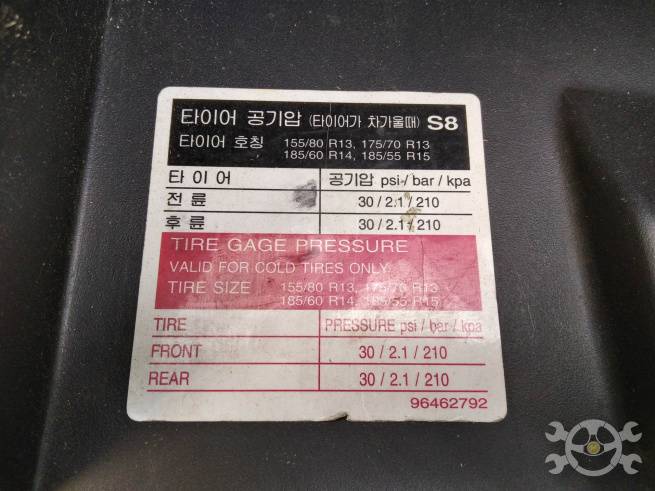 타이어 공기압 (타이어가 차가울때) S8
타이어 호칭 155/80 R13, 175/70 R13
185/60 R14, 185/55 R15
타 이 어 공기압 psi / bar / kpa
전 륜 30 / 2.1 / 210
후 륜 30 / 2.1 / 210
TIRE GAGE PRESSURE
VALID FOR COLD TIRES ONLY
TIRE SIZE 155/80 R13, 175/70 R13
185/60 R14, 185/55 R15
TIRE PRESSURE psi / bar / kpa
FRONT 30 / 2.1 / 210
REAR 30 / 2.1 / 210
96462792